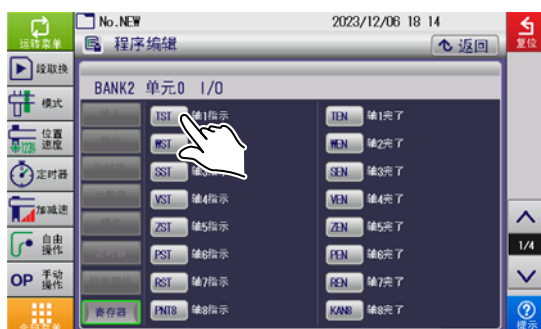 No.NEW 2023/12/06 18 14
运转菜单
程序编辑
返回
复位
段取换
BANK2 单元0 I/O
模式
TST 轴1指示
TEN 轴1完了
WST
WEN 轴2完了
位置速度
SST
SEN 轴3完了
定时器
VST 轴4指示
VEN 轴4完了
加减速
ZST 轴5指示
ZEN 轴5完了
自由操作
PST 轴6指示
PEN 轴6完了
1/4
OP 手动操作
RST 轴7指示
REN 轴7完了
寄存器
PNT8 轴8指示
KAN8 轴8完了
提示